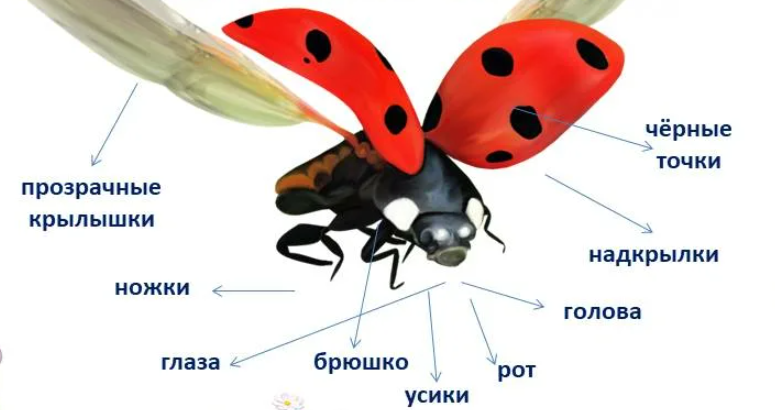 чёрные
точки
прозрачные
крылышки
надкрылки
ножки
голова
глаза
брюшко
рот
усики